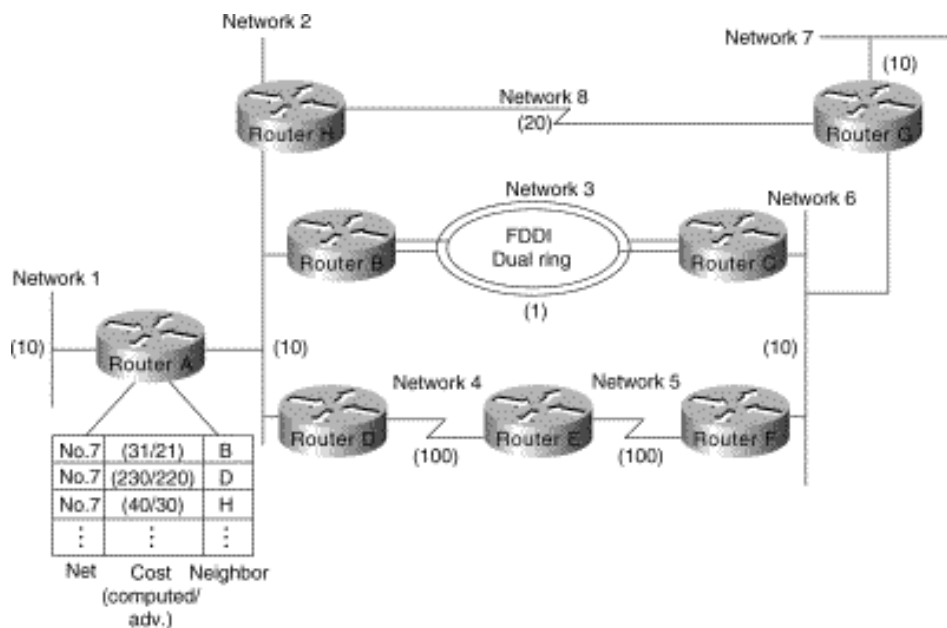 Network 2
Network 7
(10)
Network 8
Router H
(20)
Router G
Network 3
Network 6
FDDI
Dual ring
Router B
Router C
Network 1
(1)
(10)
Router A
(10)
(10)
Network 4
Network 5
Router D
Router E
Router F
(100)
(100)
No.7 (31/21) B
No.7 (230/220) D
No.7 (40/30) H
⋮ ⋮ ⋮
Net Cost Neighbor
(computed/
adv.)